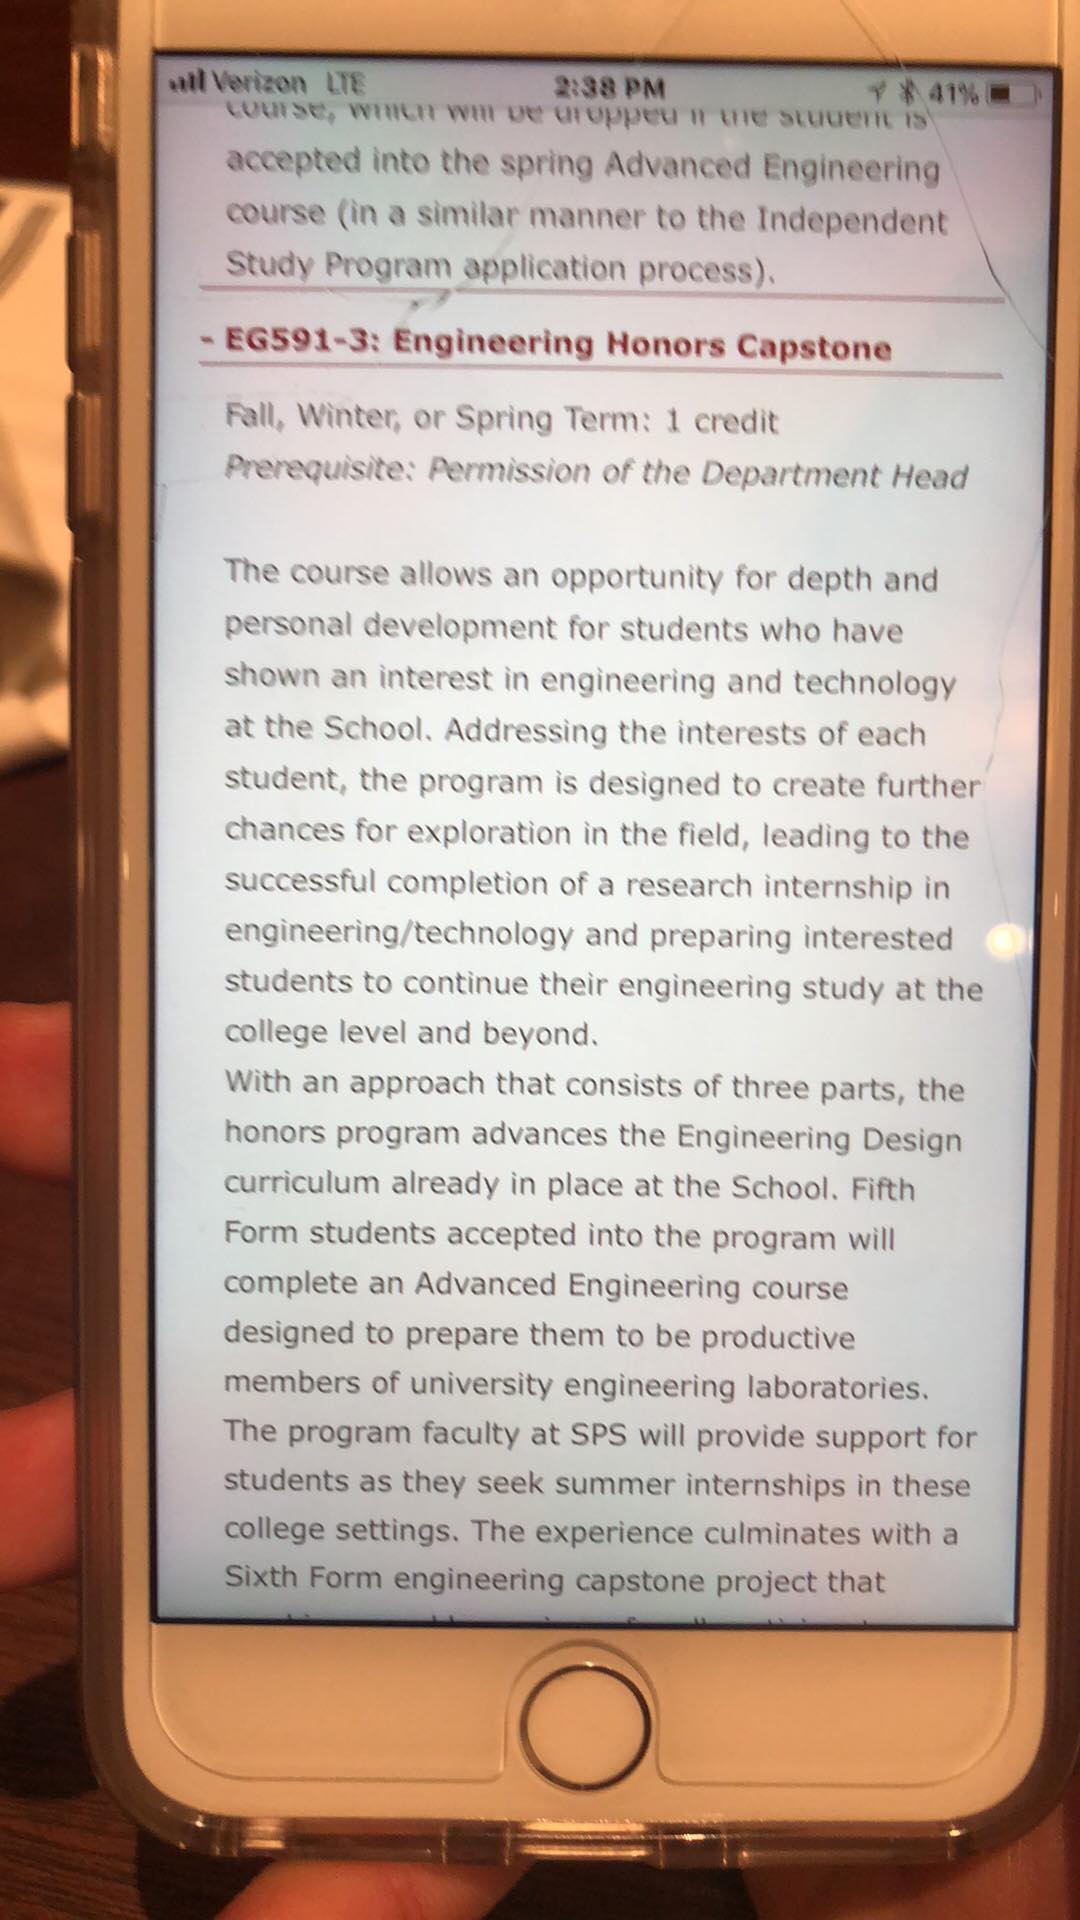 Verizon LTE 2:38 PM 41%
course, which will be dropped if the student is
accepted into the spring Advanced Engineering
course (in a similar manner to the Independent
Study Program application process).
- EG591-3: Engineering Honors Capstone
Fall, Winter, or Spring Term: 1 credit
Prerequisite: Permission of the Department Head
The course allows an opportunity for depth and
personal development for students who have
shown an interest in engineering and technology
at the School. Addressing the interests of each
student, the program is designed to create further
chances for exploration in the field, leading to the
successful completion of a research internship in
engineering/technology and preparing interested
students to continue their engineering study at the
college level and beyond.
With an approach that consists of three parts, the
honors program advances the Engineering Design
curriculum already in place at the School. Fifth
Form students accepted into the program will
complete an Advanced Engineering course
designed to prepare them to be productive
members of university engineering laboratories.
The program faculty at SPS will provide support for
students as they seek summer internships in these
college settings. The experience culminates with a
Sixth Form engineering capstone project that